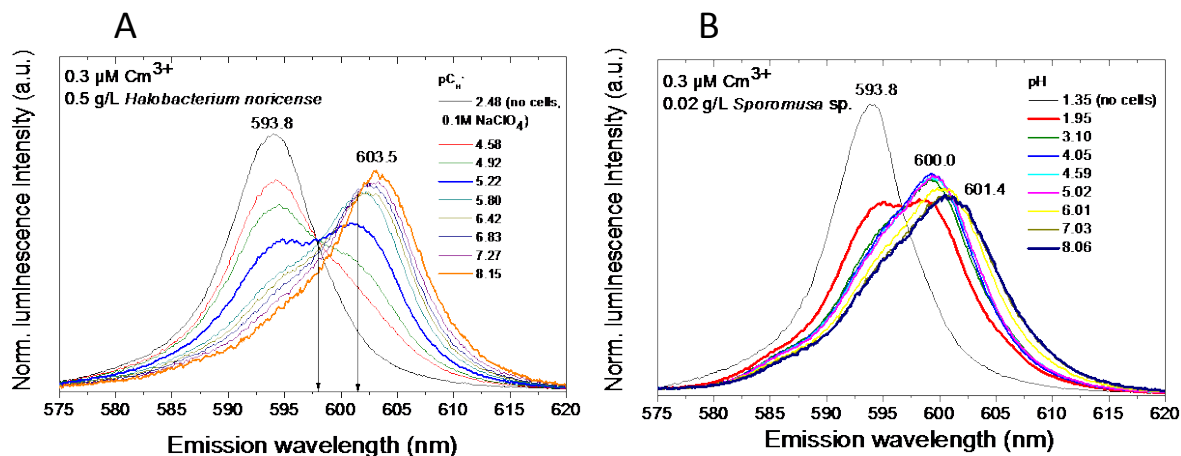 A
0.3 µM Cm3+
0.5 g/L Halobacterium noricense
593.8
603.5
pCH+
2.48 (no cells,
0.1M NaClO4)
4.58
4.92
5.22
5.80
6.42
6.83
7.27
8.15
Norm. luminescence Intensity (a.u.)
575 580 585 590 595 600 605 610 615 620
Emission wavelength (nm)
B
0.3 µM Cm3+
0.02 g/L Sporomusa sp.
593.8
600.0
601.4
pH
1.35 (no cells)
1.95
3.10
4.05
4.59
5.02
6.01
7.03
8.06
Norm. luminescence Intensity (a.u.)
575 580 585 590 595 600 605 610 615 620
Emission wavelength (nm)